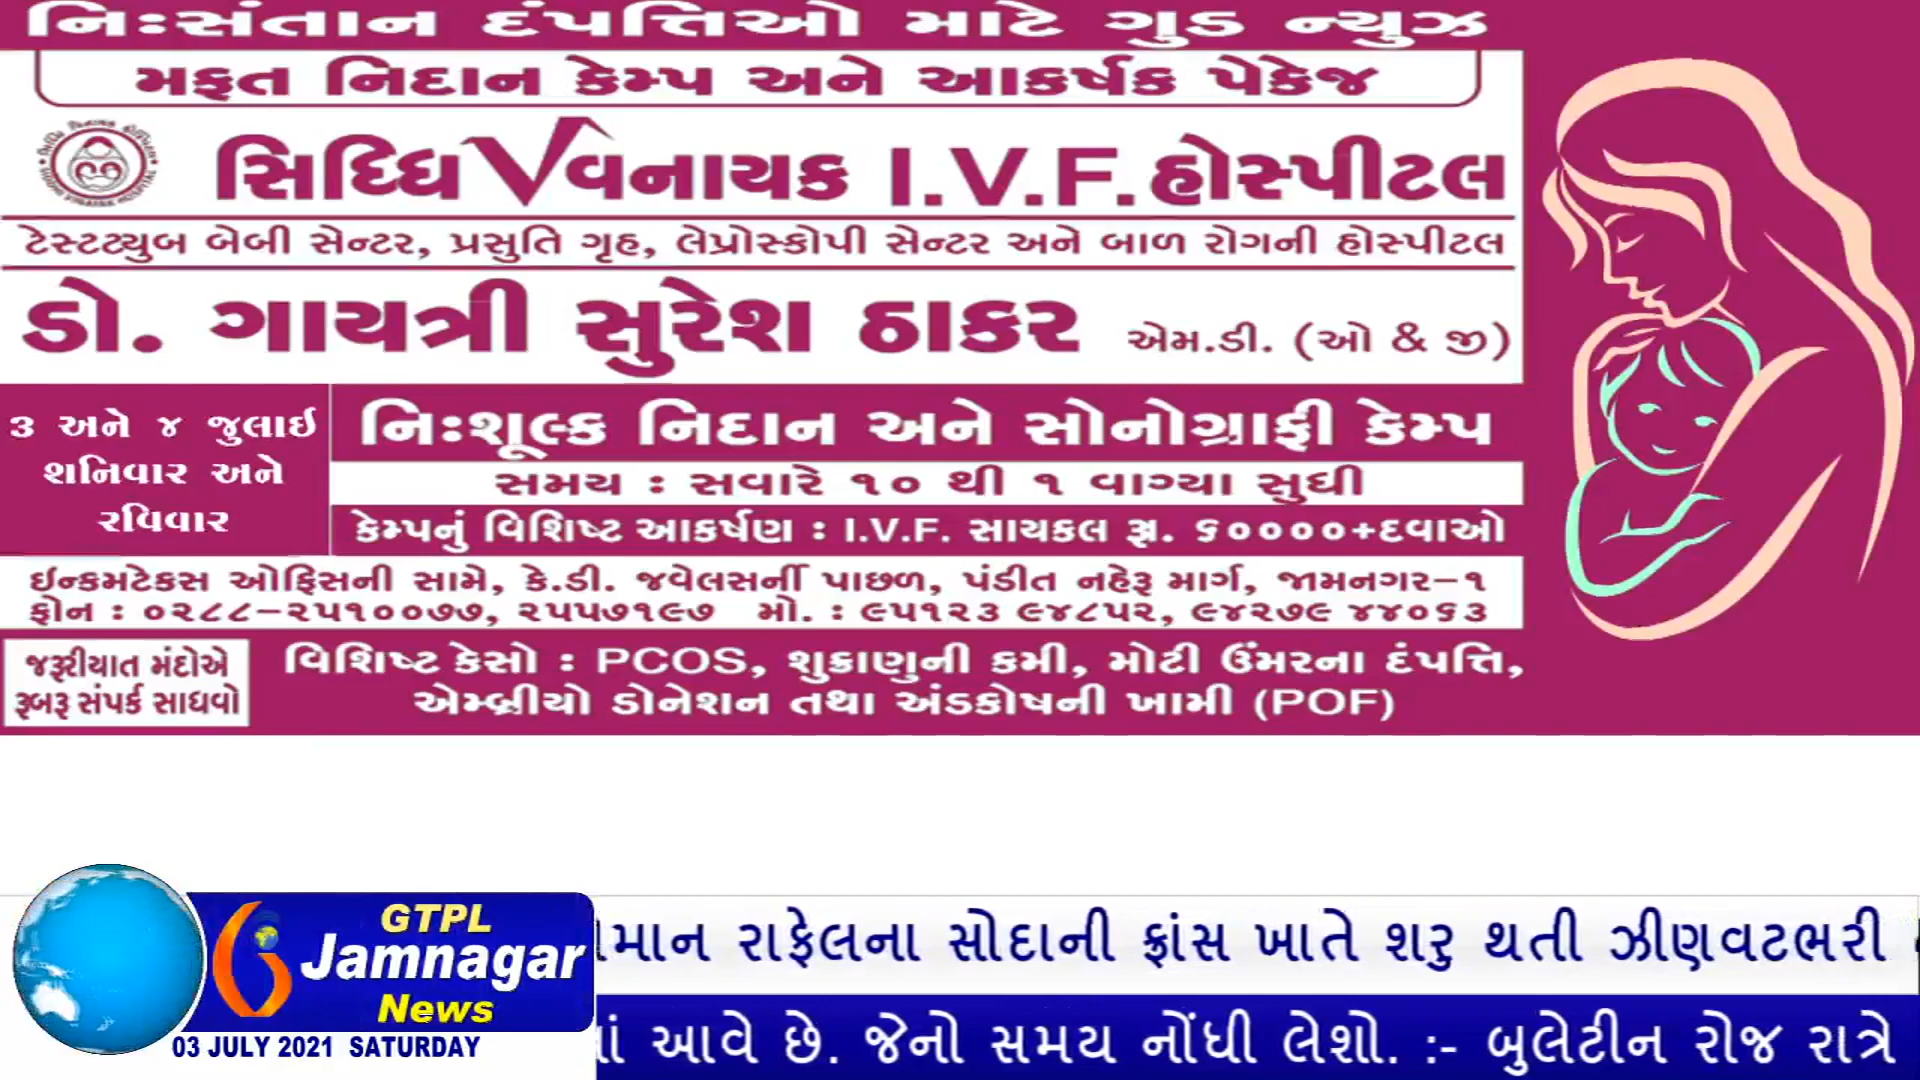 નિઃસંતાન દંપત્તિઓ માટે ગુડ ન્યુઝ
મફત નિદાન કેમ્પ અને આકર્ષક પેકેજ
સિધ્ધિ વિનાયક I.V.F. હોસ્પીટલ
ટેસ્ટટ્યુબ બેબી સેન્ટર, પ્રસુતિ ગૃહ, લેપ્રોસ્કોપી સેન્ટર અને બાળ રોગની હોસ્પીટલ
ડો. ગાયત્રી સુરેશ ઠાકર એમ.ડી. (ઓ & જી)
૩ અને ૪ જુલાઇ
શનિવાર અને
રવિવાર
નિઃશૂલ્ક નિદાન અને સોનોગ્રાફી કેમ્પ
સમય : સવારે ૧૦ થી ૧ વાગ્યા સુધી
કેમ્પનું વિશિષ્ટ આકર્ષણ : I.V.F. સાયકલ રૂા. ૬૦૦૦૦+દવાઓ
ઇન્કમટેકસ ઓફિસની સામે, કે.ડી. જ્વેલર્સની પાછળ, પંડીત નહેરૂ માર્ગ, જામનગર-૧
ફોન : ૦૨૮૮-૨૫૧૦૦૭૭, ૨૫૫૭૧૯૭ મો. : ૯૫૧૨૩ ૯૪૮૫૨, ૯૪૨૭૯ ૪૪૦૬૩
જરૂરીયાત મંદોએ
રૂબરૂ સંપર્ક સાધવો
વિશિષ્ટ કેસો : PCOS, શુક્રાણુની કમી, મોટી ઉંમરના દંપત્તિ,
એમ્બ્રીયો ડોનેશન તથા અંડકોષની ખામી (POF)
GTPL
Jamnagar
News
03 JULY 2021 SATURDAY
રાફેલના સોદાની ફ્રાંસ ખાતે શરુ થતી ઝીણવટભરી
આવે છે. જેનો સમય નોંધી લેશો. :- બુલેટીન રોજ રાત્રે